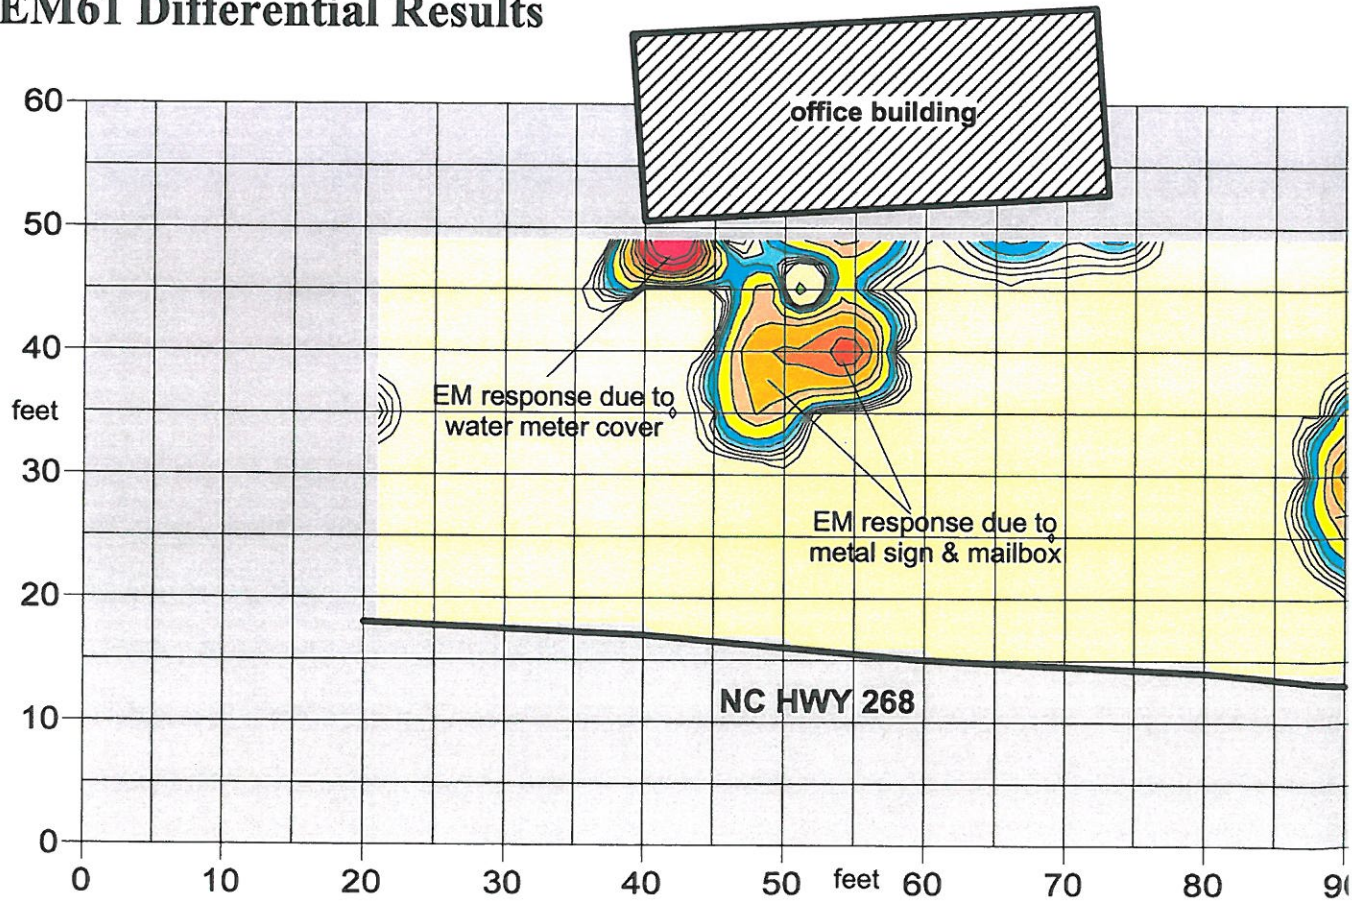 EM61 Differential Results
office building
60
50
40
feet
30
20
10
0
EM response due to
water meter cover
EM response due to
metal sign & mailbox
NC HWY 268
0 10 20 30 40 50 feet 60 70 80